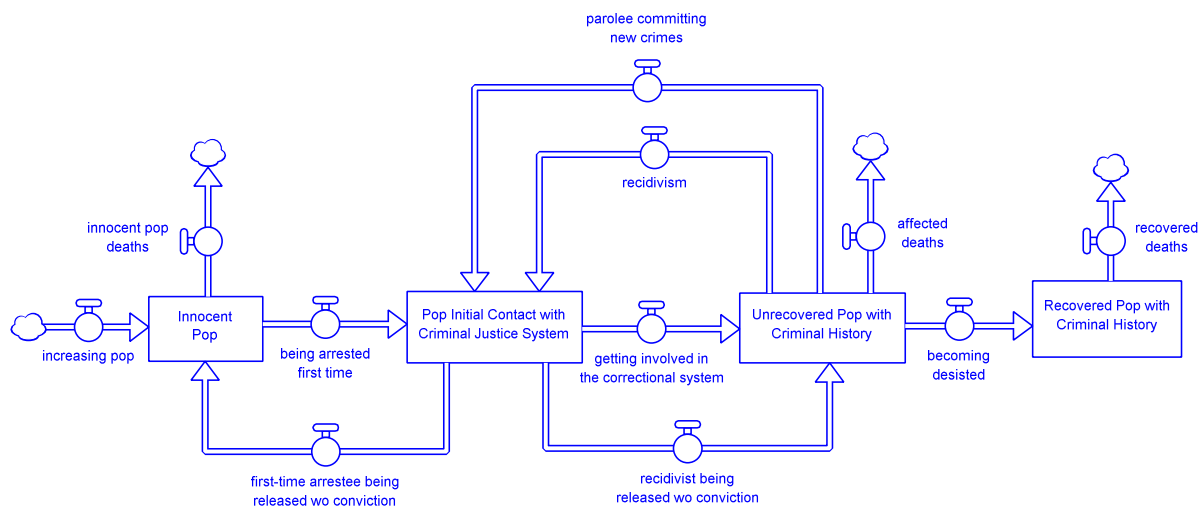 parolee committing
new crimes
recidivism
innocent pop
deaths
affected
deaths
recovered
deaths
Innocent
Pop
Pop Initial Contact with
Criminal Justice System
Unrecovered Pop with
Criminal History
Recovered Pop with
Criminal History
increasing pop
being arrested
first time
getting involved in
the correctional system
becoming
desisted
first-time arrestee being
released wo conviction
recidivist being
released wo conviction